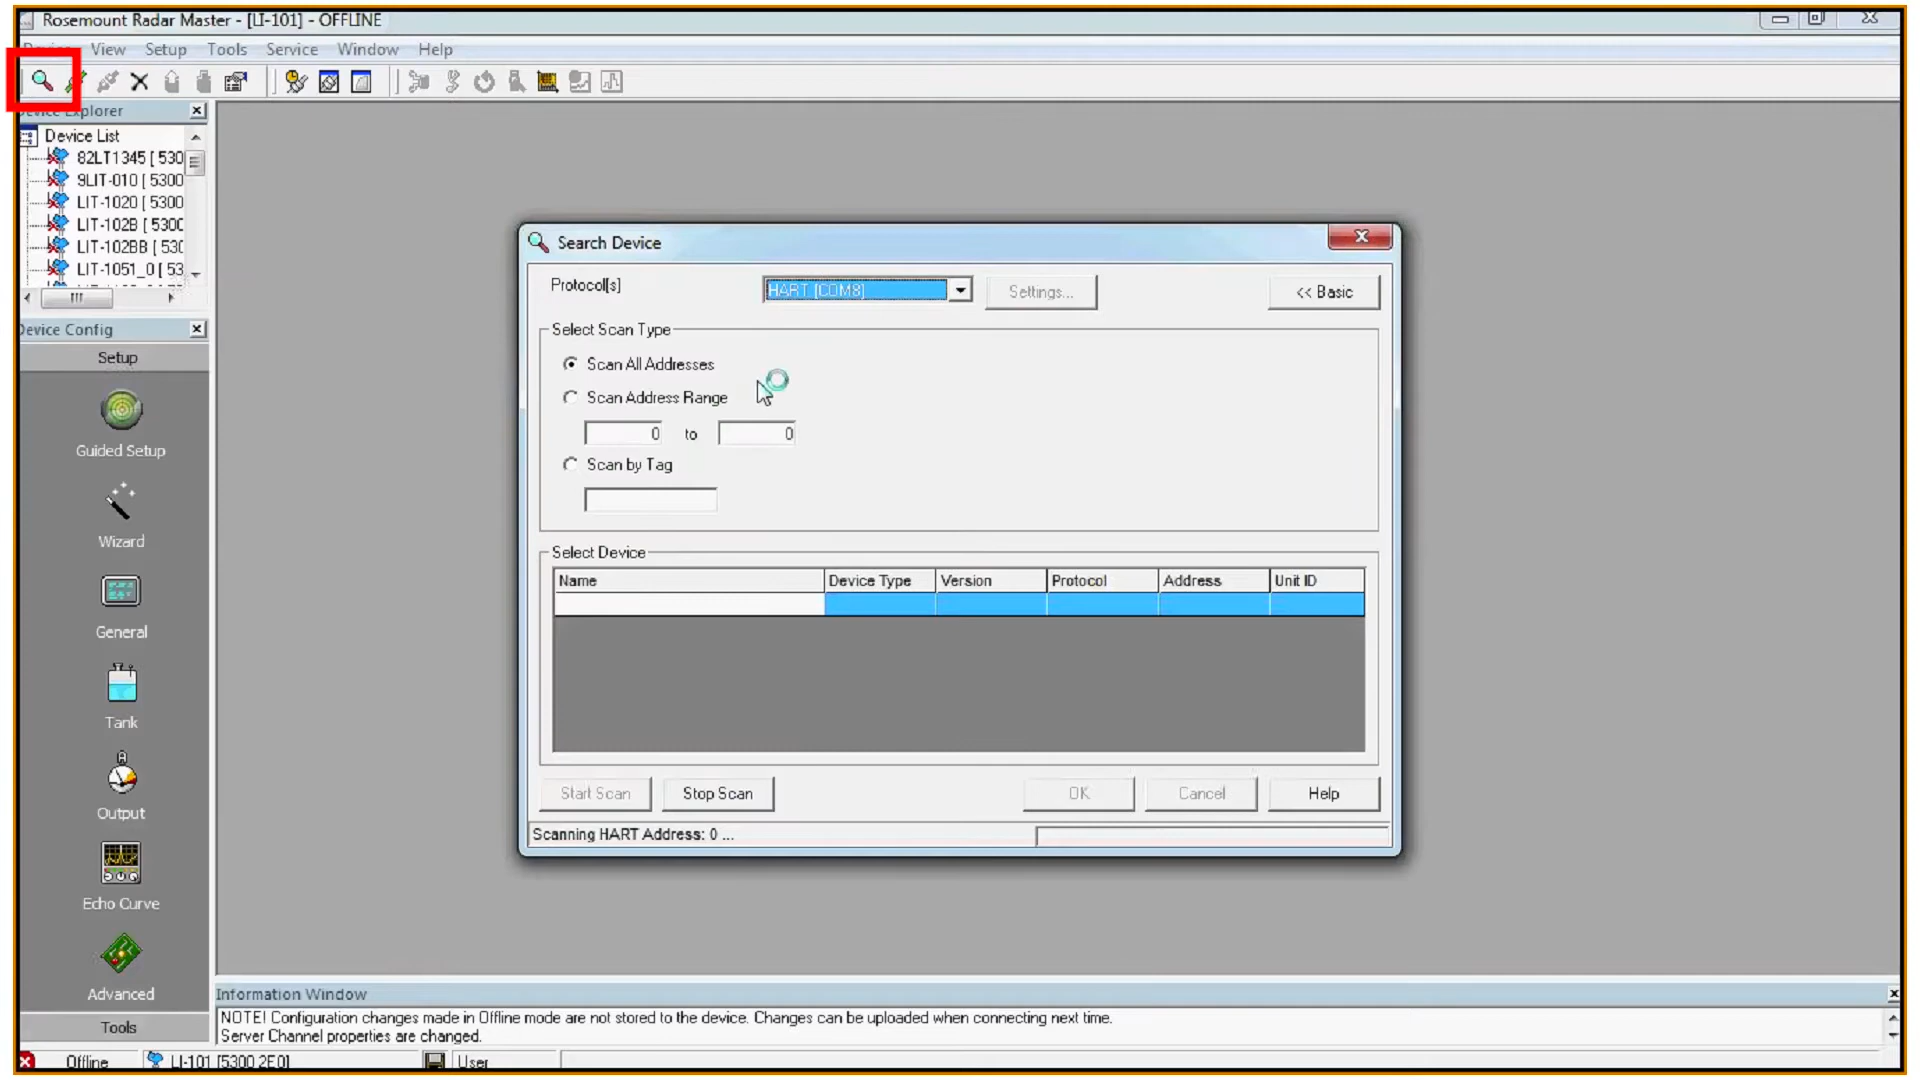 Rosemount Radar Master - [LI-101] - OFFLINE
View Setup Tools Service Window Help
Device Explorer
Device List
82LT1345 [ 530
9LIT-010 [ 5300
LIT-1020 [ 5300
LIT-102B [ 530C
LIT-102BB [ 53C
LIT-1051_0 [ 53
Device Config
Setup
Guided Setup
Wizard
General
Tank
Output
Echo Curve
Advanced
Tools
Search Device
Protocol[s]
HART [COM8]
Settings...
<< Basic
Select Scan Type
Scan All Addresses
Scan Address Range
0 to 0
Scan by Tag
Select Device
Name Device Type Version Protocol Address Unit ID
Start Scan Stop Scan OK Cancel Help
Scanning HART Address: 0 ...
Information Window
NOTE! Configuration changes made in Offline mode are not stored to the device. Changes can be uploaded when connecting next time.
Server Channel properties are changed.
Offline LI-101 [5300 2E0] User